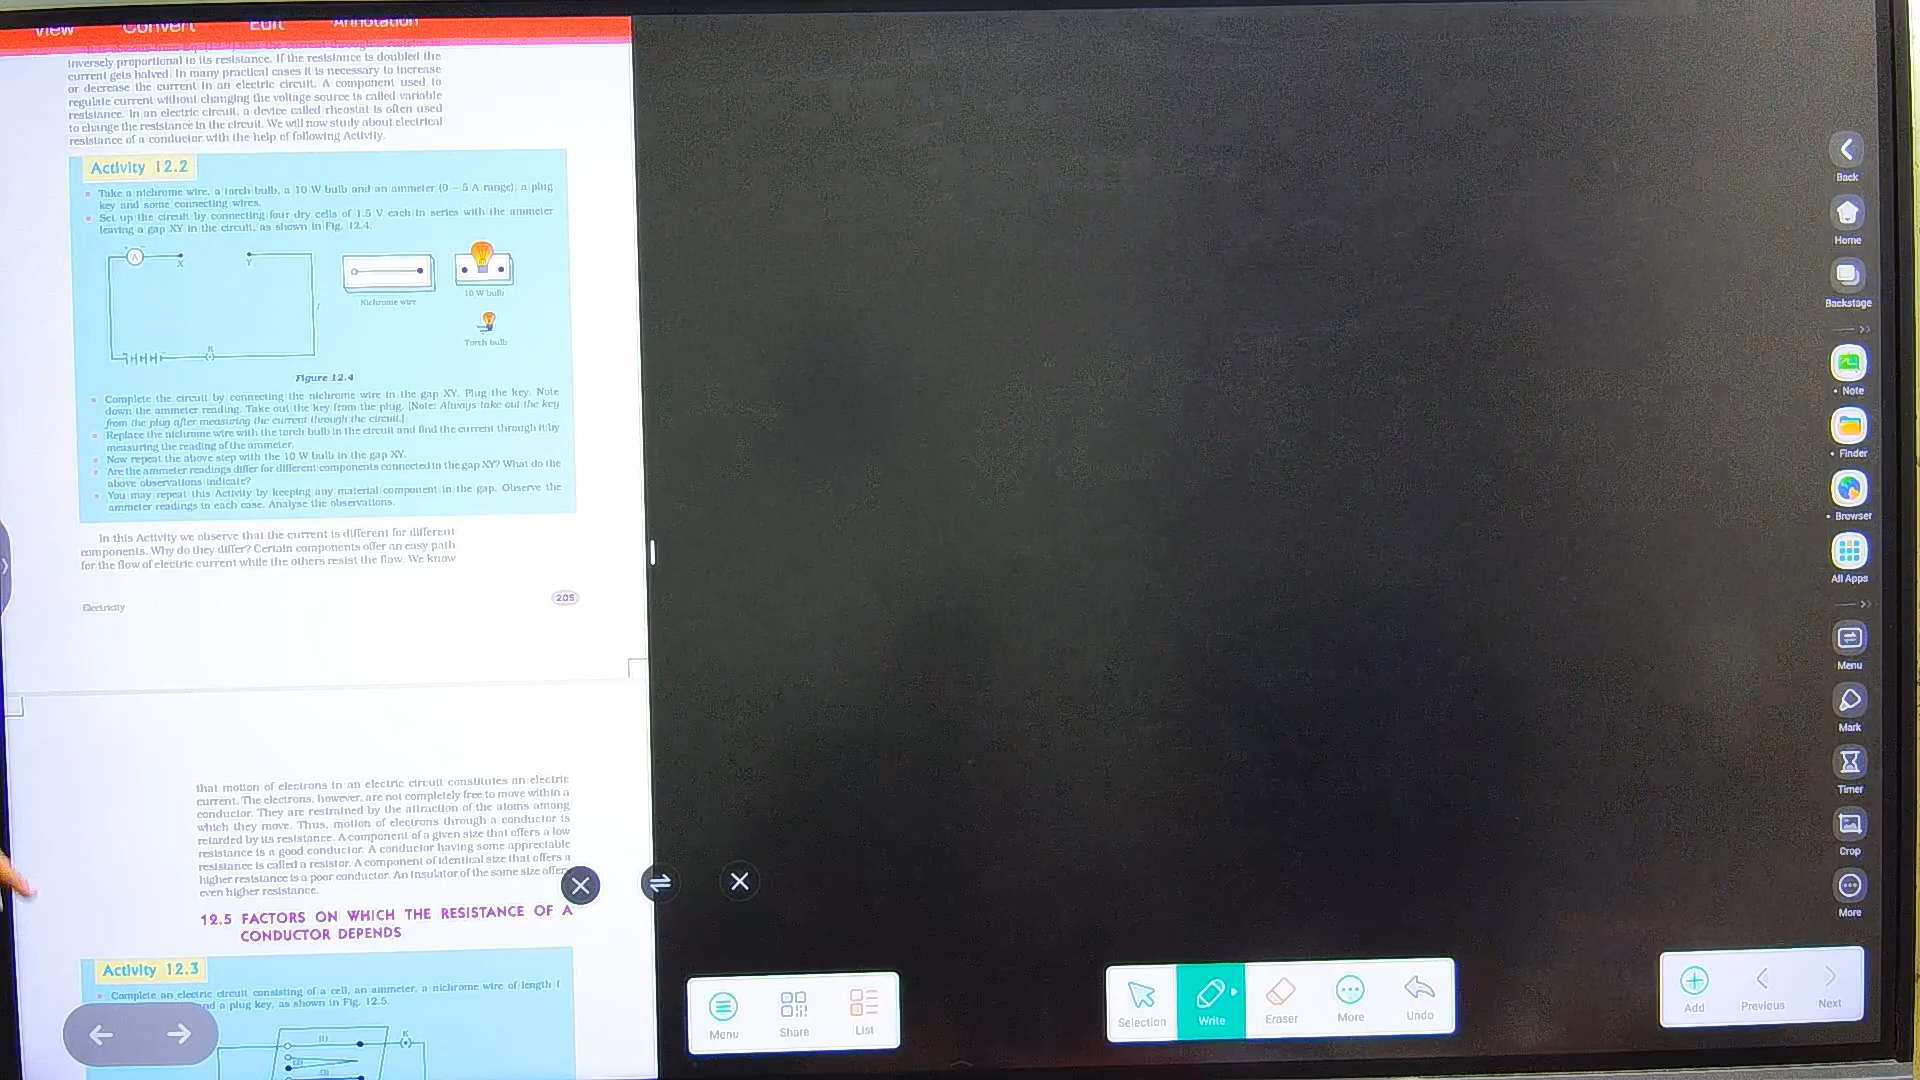 View Convert Edit Annotation
inversely proportional to its resistance. If the resistance is doubled the
current gets halved. In many practical cases it is necessary to increase
or decrease the current in an electric circuit. A component used to
regulate current without changing the voltage source is called variable
resistance. In an electric circuit, a device called rheostat is often used
to change the resistance in the circuit. We will now study about electrical
resistance of a conductor with the help of following Activity.
Activity 12.2
Take a nichrome wire, a torch bulb, a 10 W bulb and an ammeter (0 – 5 A range), a plug
key and some connecting wires.
Set up the circuit by connecting four dry cells of 1.5 V each in series with the ammeter
leaving a gap XY in the circuit, as shown in Fig. 12.4.
A
X
Y
K
Nichrome wire
10 W bulb
Torch bulb
Figure 12.4
Complete the circuit by connecting the nichrome wire in the gap XY. Plug the key. Note
down the ammeter reading. Take out the key from the plug. [Note: Always take out the key
from the plug after measuring the current through the circuit.]
Replace the nichrome wire with the torch bulb in the circuit and find the current through it by
measuring the reading of the ammeter.
Now repeat the above step with the 10 W bulb in the gap XY.
Are the ammeter readings differ for different components connected in the gap XY? What do the
above observations indicate?
You may repeat this Activity by keeping any material component in the gap. Observe the
ammeter readings in each case. Analyse the observations.
In this Activity we observe that the current is different for different
components. Why do they differ? Certain components offer an easy path
for the flow of electric current while the others resist the flow. We know
Electricity
205
that motion of electrons in an electric circuit constitutes an electric
current. The electrons, however, are not completely free to move within a
conductor. They are restrained by the attraction of the atoms among
which they move. Thus, motion of electrons through a conductor is
retarded by its resistance. A component of a given size that offers a low
resistance is a good conductor. A conductor having some appreciable
resistance is called a resistor. A component of identical size that offers a
higher resistance is a poor conductor. An insulator of the same size offers
even higher resistance.
12.5 FACTORS ON WHICH THE RESISTANCE OF A
CONDUCTOR DEPENDS
Activity 12.3
Complete an electric circuit consisting of a cell, an ammeter, a nichrome wire of length l
nd a plug key, as shown in Fig. 12.5.
(1)
K
(2)
(3)
Menu
Share
List
Selection
Write
Eraser
More
Undo
Add
Previous
Next
Back
Home
Backstage
Note
Finder
Browser
All Apps
Menu
Mark
Timer
Crop
More